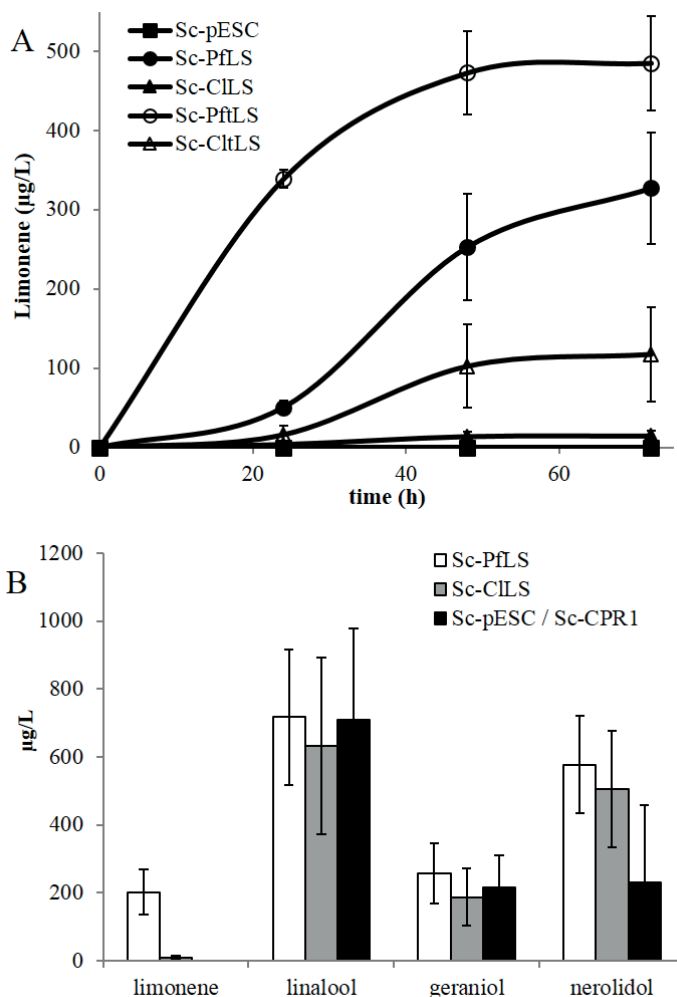 A
Sc-pESC
Sc-PfLS
Sc-ClLS
Sc-PftLS
Sc-CltLS
500
400
300
200
100
0
Limonene (µg/L)
0 20 40 60
time (h)
B
Sc-PfLS
Sc-ClLS
Sc-pESC / Sc-CPR1
1200
1000
800
600
400
200
0
µg/L
limonene linalool geraniol nerolidol